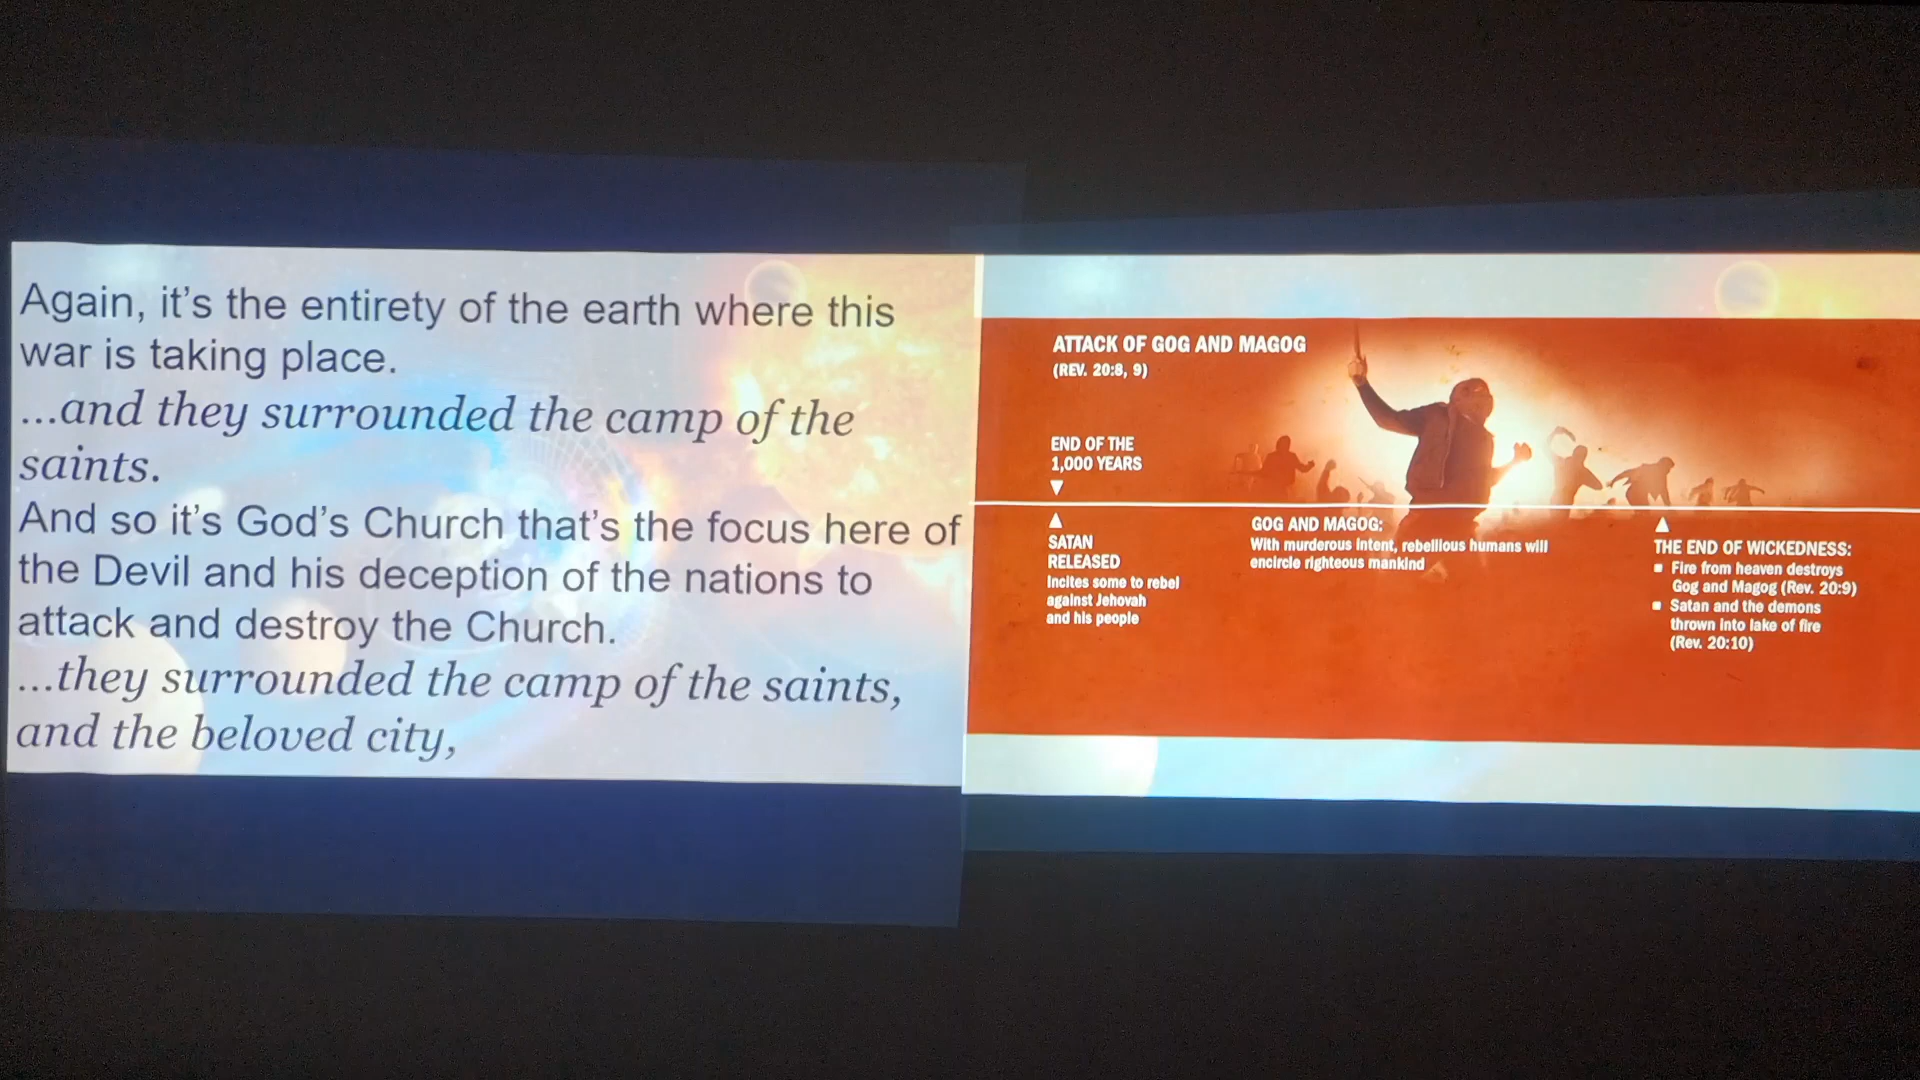 Again, it's the entirety of the earth where this
war is taking place.
...and they surrounded the camp of the
saints.
And so it's God's Church that's the focus here of
the Devil and his deception of the nations to
attack and destroy the Church.
...they surrounded the camp of the saints,
and the beloved city,
ATTACK OF GOG AND MAGOG
(REV. 20:8, 9)
END OF THE
1,000 YEARS
SATAN
RELEASED
Incites some to rebel
against Jehovah
and his people
GOG AND MAGOG:
With murderous intent, rebellious humans will
encircle righteous mankind
THE END OF WICKEDNESS:
▪ Fire from heaven destroys
Gog and Magog (Rev. 20:9)
▪ Satan and the demons
thrown into lake of fire
(Rev. 20:10)